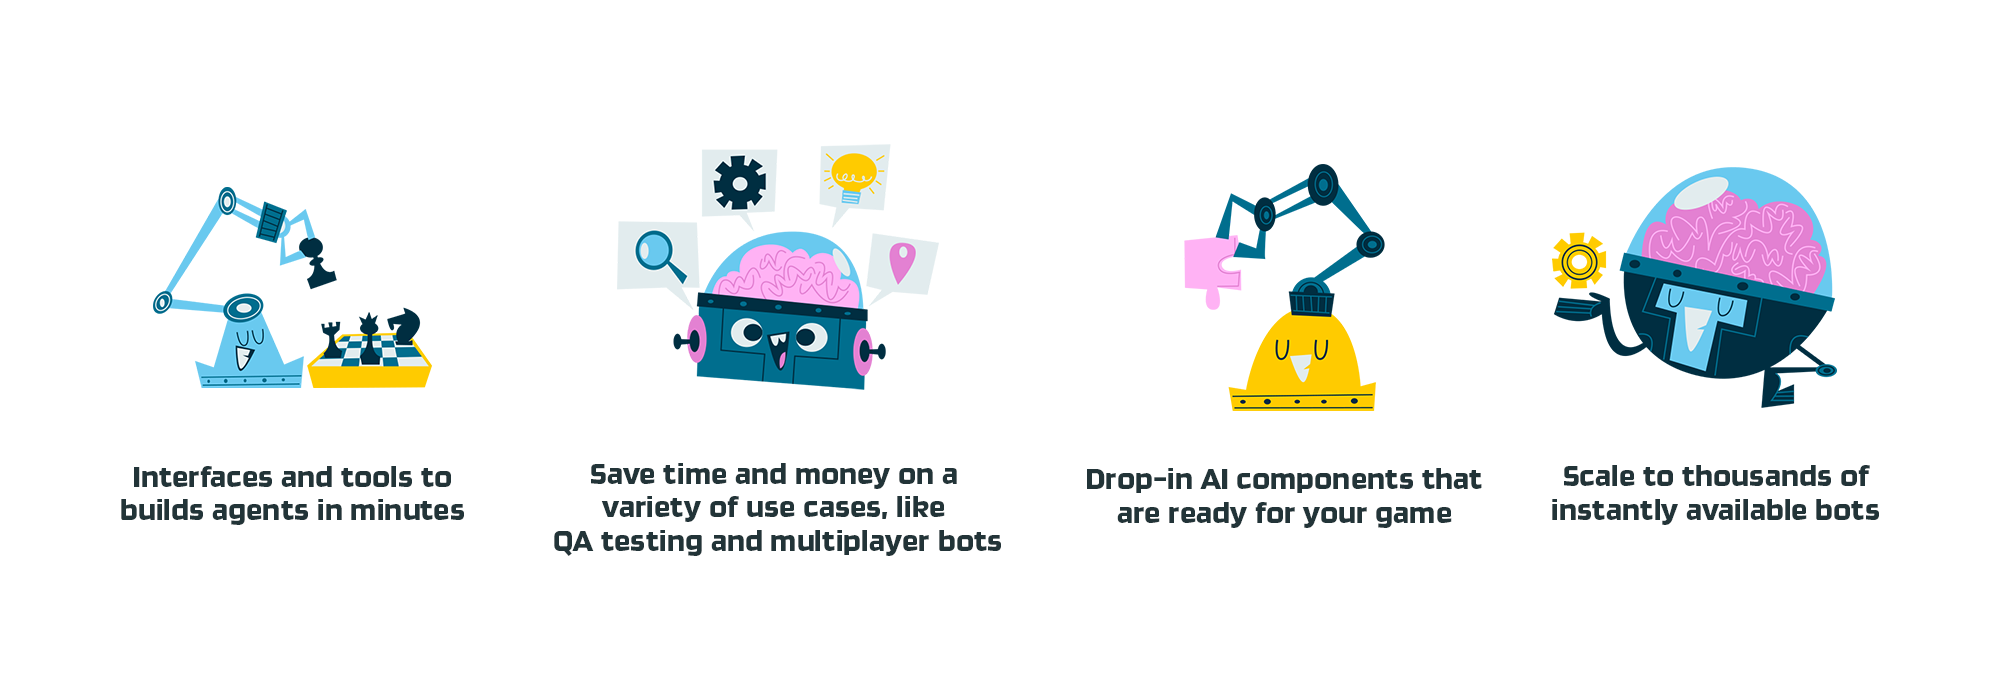 Interfaces and tools to
builds agents in minutes
Save time and money on a
variety of use cases, like
QA testing and multiplayer bots
Drop-in AI components that
are ready for your game
Scale to thousands of
instantly available bots